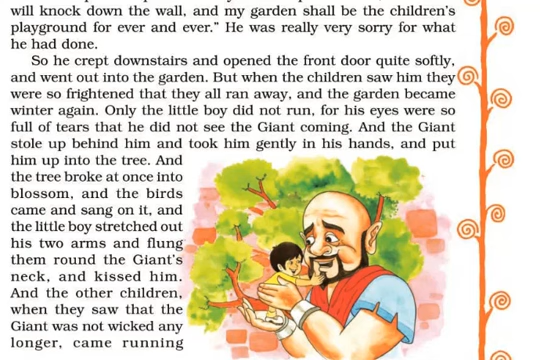 will knock down the wall, and my garden shall be the children's
playground for ever and ever." He was really very sorry for what
he had done.
So he crept downstairs and opened the front door quite softly,
and went out into the garden. But when the children saw him they
were so frightened that they all ran away, and the garden became
winter again. Only the little boy did not run, for his eyes were so
full of tears that he did not see the Giant coming. And the Giant
stole up behind him and took him gently in his hands, and put
him up into the tree. And
the tree broke at once into
blossom, and the birds
came and sang on it, and
the little boy stretched out
his two arms and flung
them round the Giant's
neck, and kissed him.
And the other children,
when they saw that the
Giant was not wicked any
longer, came running